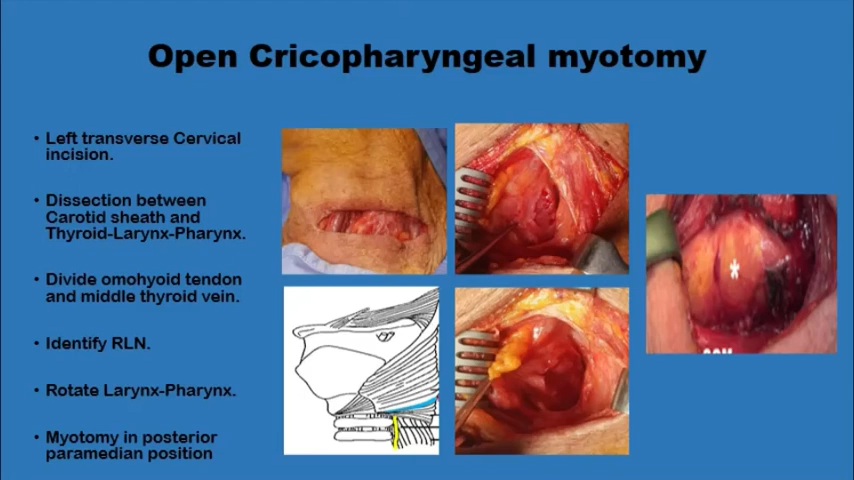 Open Cricopharyngeal myotomy
• Left transverse Cervical
incision.
• Dissection between
Carotid sheath and
Thyroid-Larynx-Pharynx.
• Divide omohyoid tendon
and middle thyroid vein.
• Identify RLN.
• Rotate Larynx-Pharynx.
• Myotomy in posterior
paramedian position
*